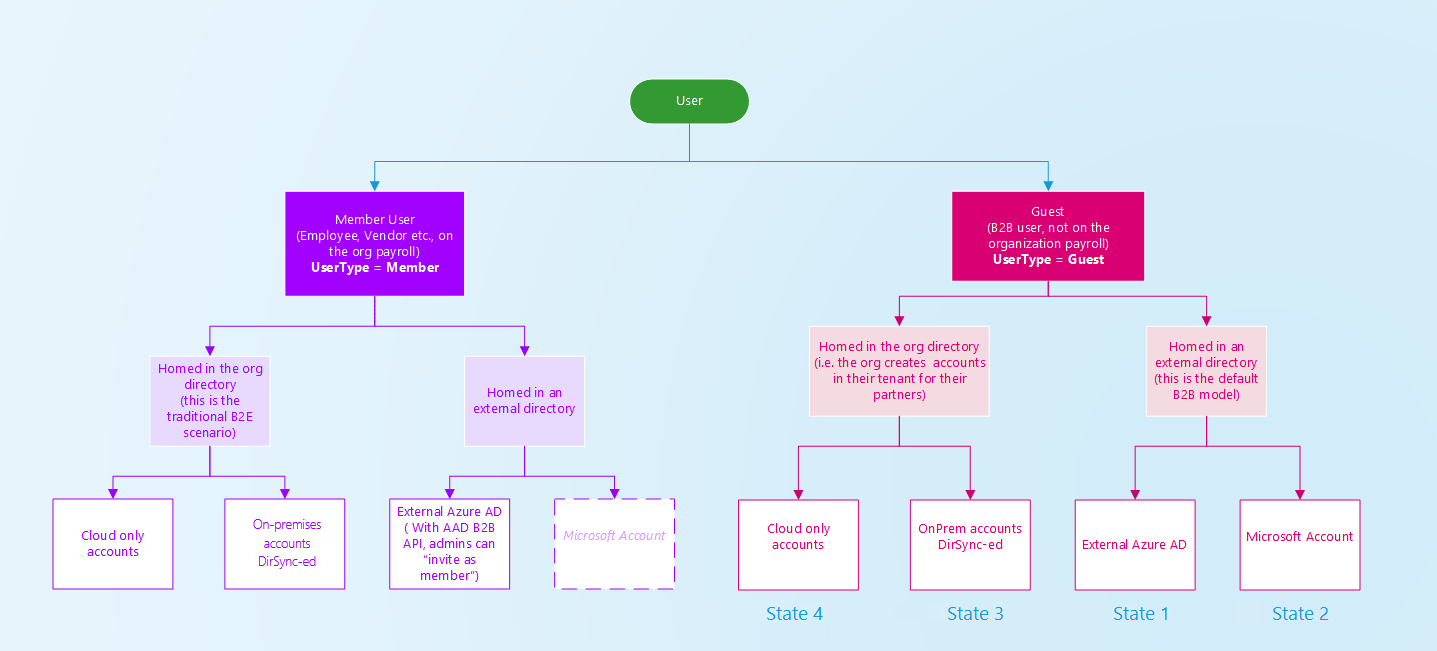 User
Member User
(Employee, Vendor etc., on
the org payroll)
UserType = Member
Guest
(B2B user, not on the
organization payroll)
UserType = Guest
Homed in the org
directory
(this is the
traditional B2E
scenario)
Homed in an
external directory
Homed in the org directory
(i.e. the org creates accounts
in their tenant for their
partners)
Homed in an
external directory
(this is the default
B2B model)
Cloud only
accounts
On-premises
accounts
DirSync-ed
External Azure AD
( With AAD B2B
API, admins can
“invite as
member”)
Microsoft Account
Cloud only
accounts
OnPrem accounts
DirSync-ed
External Azure AD
Microsoft Account
State 4
State 3
State 1
State 2